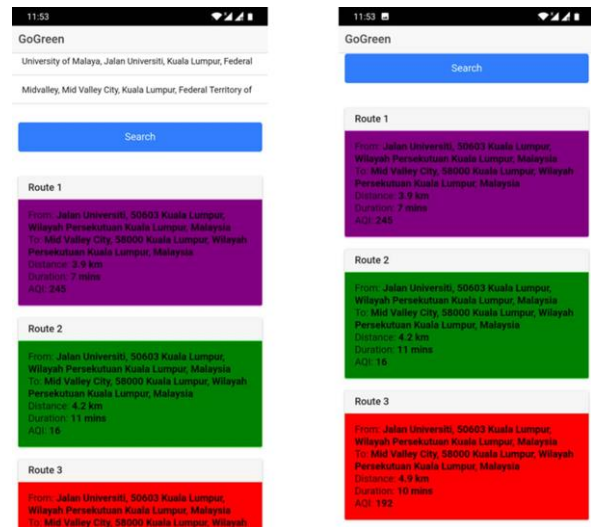 11:53
GoGreen
University of Malaya, Jalan Universiti, Kuala Lumpur, Federal
Midvalley, Mid Valley City, Kuala Lumpur, Federal Territory of
Search
Route 1
From: Jalan Universiti, 50603 Kuala Lumpur,
Wilayah Persekutuan Kuala Lumpur, Malaysia
To: Mid Valley City, 58000 Kuala Lumpur, Wilayah
Persekutuan Kuala Lumpur, Malaysia
Distance: 3.9 km
Duration: 7 mins
AQI: 245
Route 2
From: Jalan Universiti, 50603 Kuala Lumpur,
Wilayah Persekutuan Kuala Lumpur, Malaysia
To: Mid Valley City, 58000 Kuala Lumpur, Wilayah
Persekutuan Kuala Lumpur, Malaysia
Distance: 4.2 km
Duration: 11 mins
AQI: 16
Route 3
From: Jalan Universiti, 50603 Kuala Lumpur,
Wilayah Persekutuan Kuala Lumpur, Malaysia
To: Mid Valley City, 58000 Kuala Lumpur, Wilayah
11:53
GoGreen
Search
Route 1
From: Jalan Universiti, 50603 Kuala Lumpur,
Wilayah Persekutuan Kuala Lumpur, Malaysia
To: Mid Valley City, 58000 Kuala Lumpur, Wilayah
Persekutuan Kuala Lumpur, Malaysia
Distance: 3.9 km
Duration: 7 mins
AQI: 245
Route 2
From: Jalan Universiti, 50603 Kuala Lumpur,
Wilayah Persekutuan Kuala Lumpur, Malaysia
To: Mid Valley City, 58000 Kuala Lumpur, Wilayah
Persekutuan Kuala Lumpur, Malaysia
Distance: 4.2 km
Duration: 11 mins
AQI: 16
Route 3
From: Jalan Universiti, 50603 Kuala Lumpur,
Wilayah Persekutuan Kuala Lumpur, Malaysia
To: Mid Valley City, 58000 Kuala Lumpur, Wilayah
Persekutuan Kuala Lumpur, Malaysia
Distance: 4.9 km
Duration: 10 mins
AQI: 192